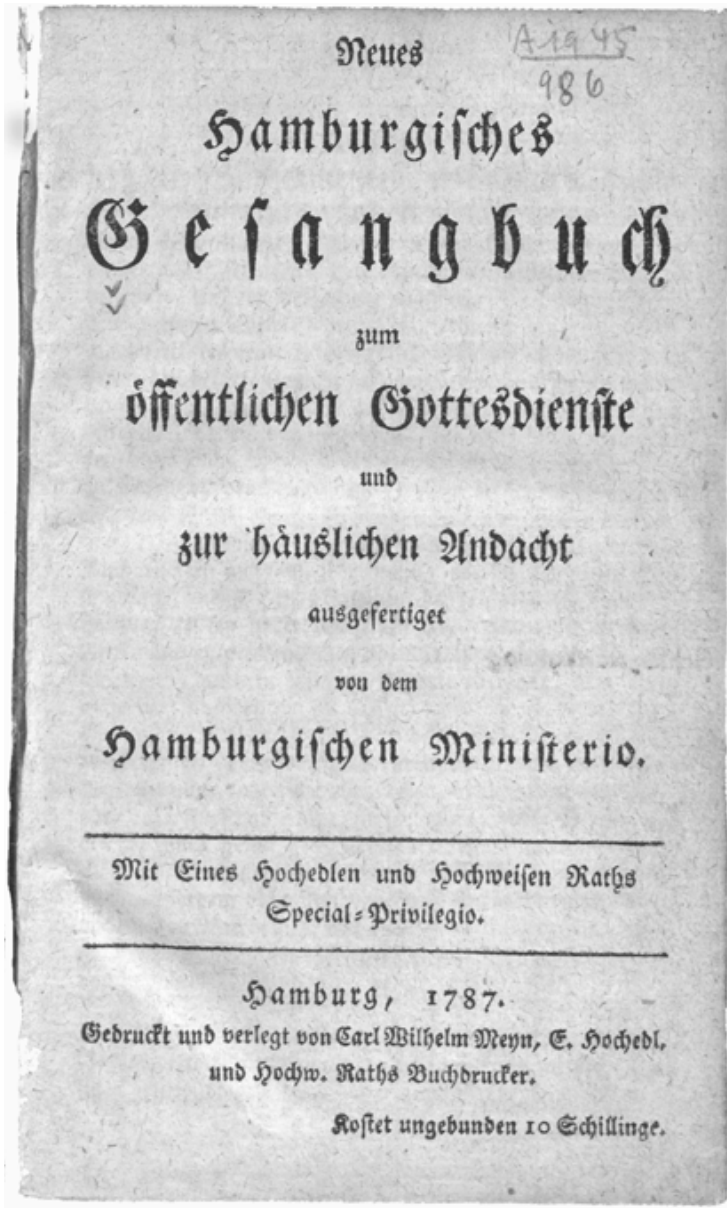 Neues
A 19 45
986
Hamburgisches
Gesangbuch
zum
öffentlichen Gottesdienste
und
zur häuslichen Andacht
ausgefertiget
von dem
Hamburgischen Ministerio.
Mit Eines Hochedlen und Hochweisen Raths
Special-Privilegio.
Hamburg, 1787.
Gedruckt und verlegt von Carl Wilhelm Meyn, E. Hochedl.
und Hochw. Raths Buchdrucker.
Kostet ungebunden 10 Schillinge.